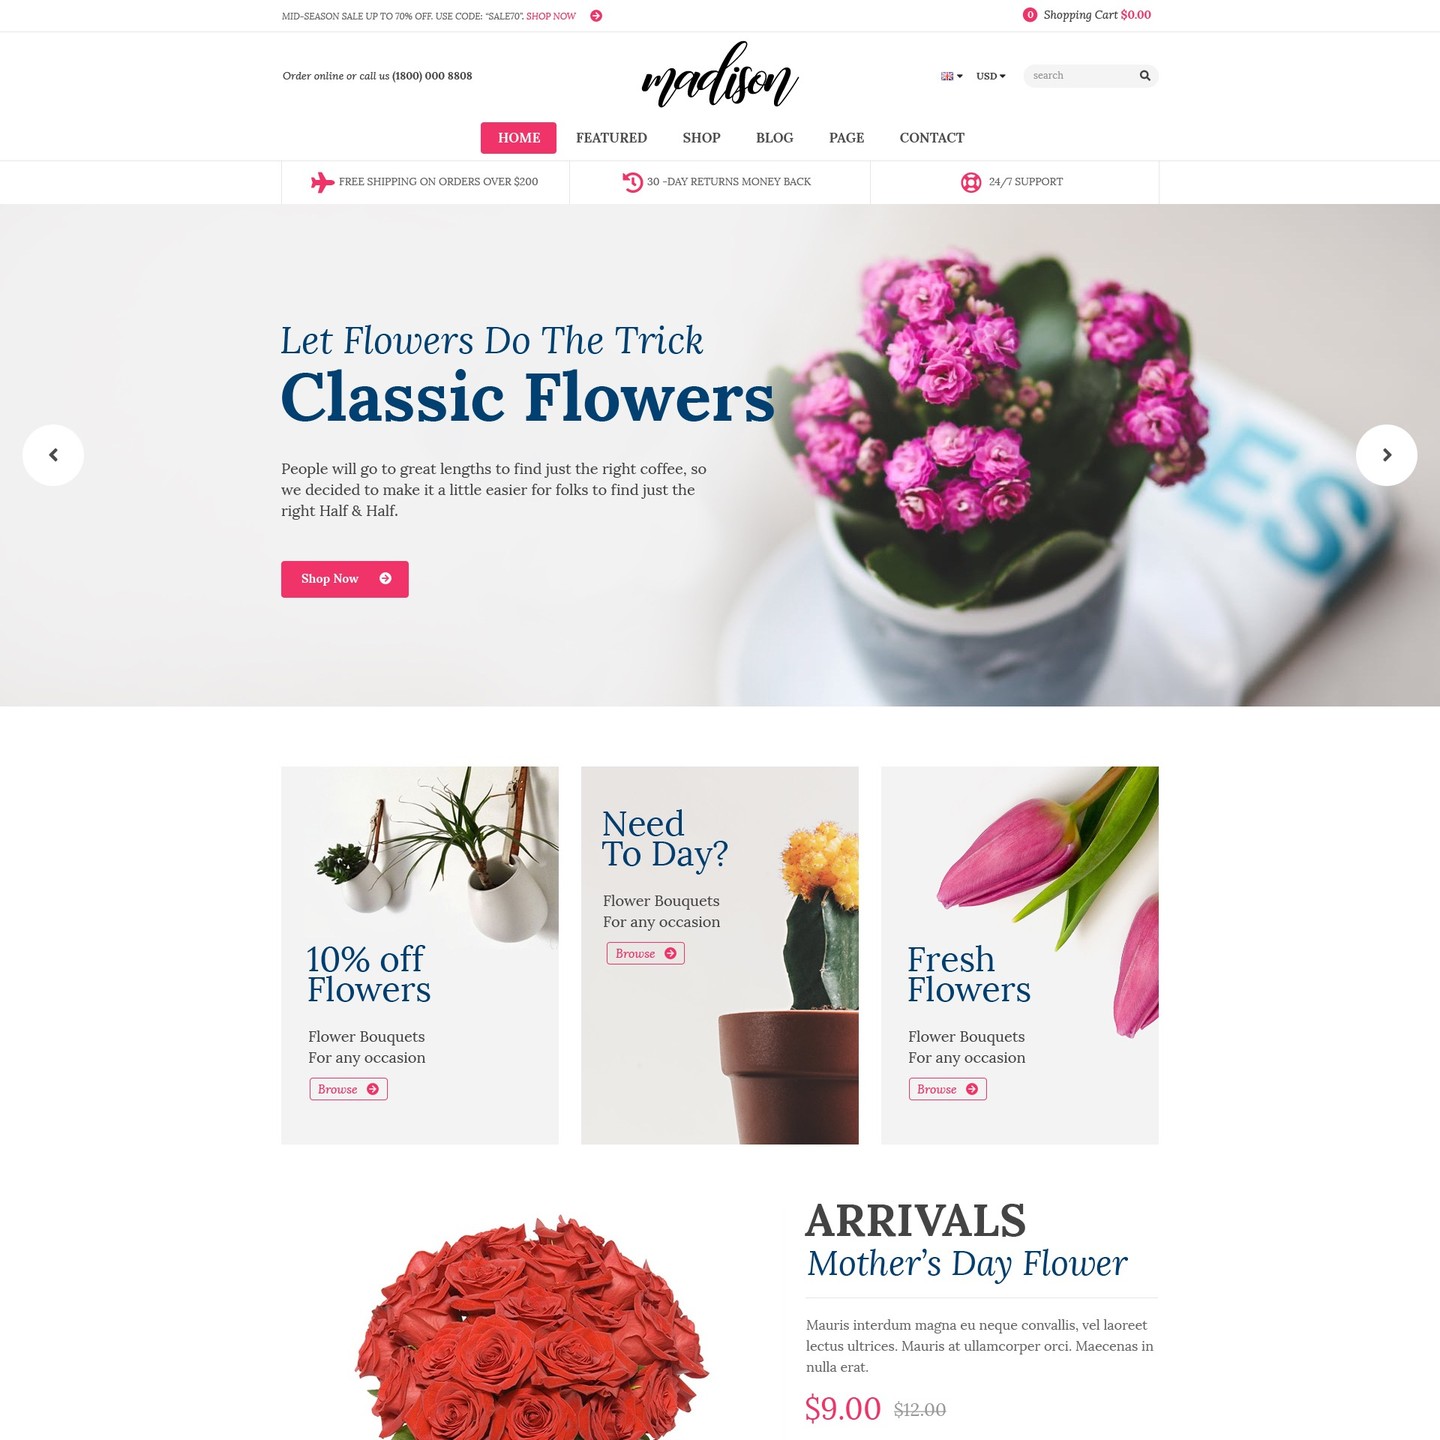 MID-SEASON SALE UP TO 70% OFF. USE CODE: “SALE70”. SHOP NOW
0 Shopping Cart $0.00
Order online or call us (1800) 000 8808
madison
USD
search
HOME FEATURED SHOP BLOG PAGE CONTACT
FREE SHIPPING ON ORDERS OVER $200
30 -DAY RETURNS MONEY BACK
24/7 SUPPORT
Let Flowers Do The Trick
Classic Flowers
People will go to great lengths to find just the right coffee, so
we decided to make it a little easier for folks to find just the
right Half & Half.
Shop Now
ES
10% off
Flowers
Flower Bouquets
For any occasion
Browse
Need
To Day?
Flower Bouquets
For any occasion
Browse
Fresh
Flowers
Flower Bouquets
For any occasion
Browse
ARRIVALS
Mother’s Day Flower
Mauris interdum magna eu neque convallis, vel laoreet
lectus ultrices. Mauris at ullamcorper orci. Maecenas in
nulla erat.
$9.00 $12.00